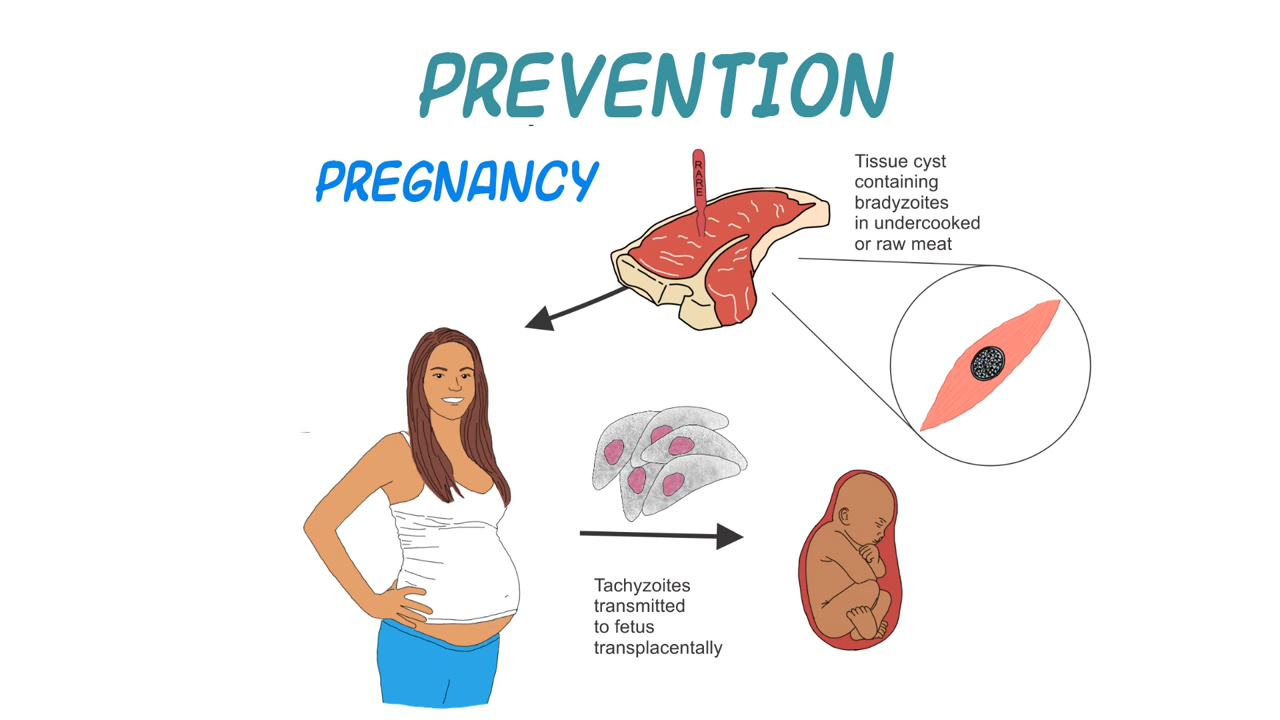 PREVENTION
PREGNANCY
RARE
Tissue cyst
containing
bradyzoites
in undercooked
or raw meat
Tachyzoites
transmitted
to fetus
transplacentally